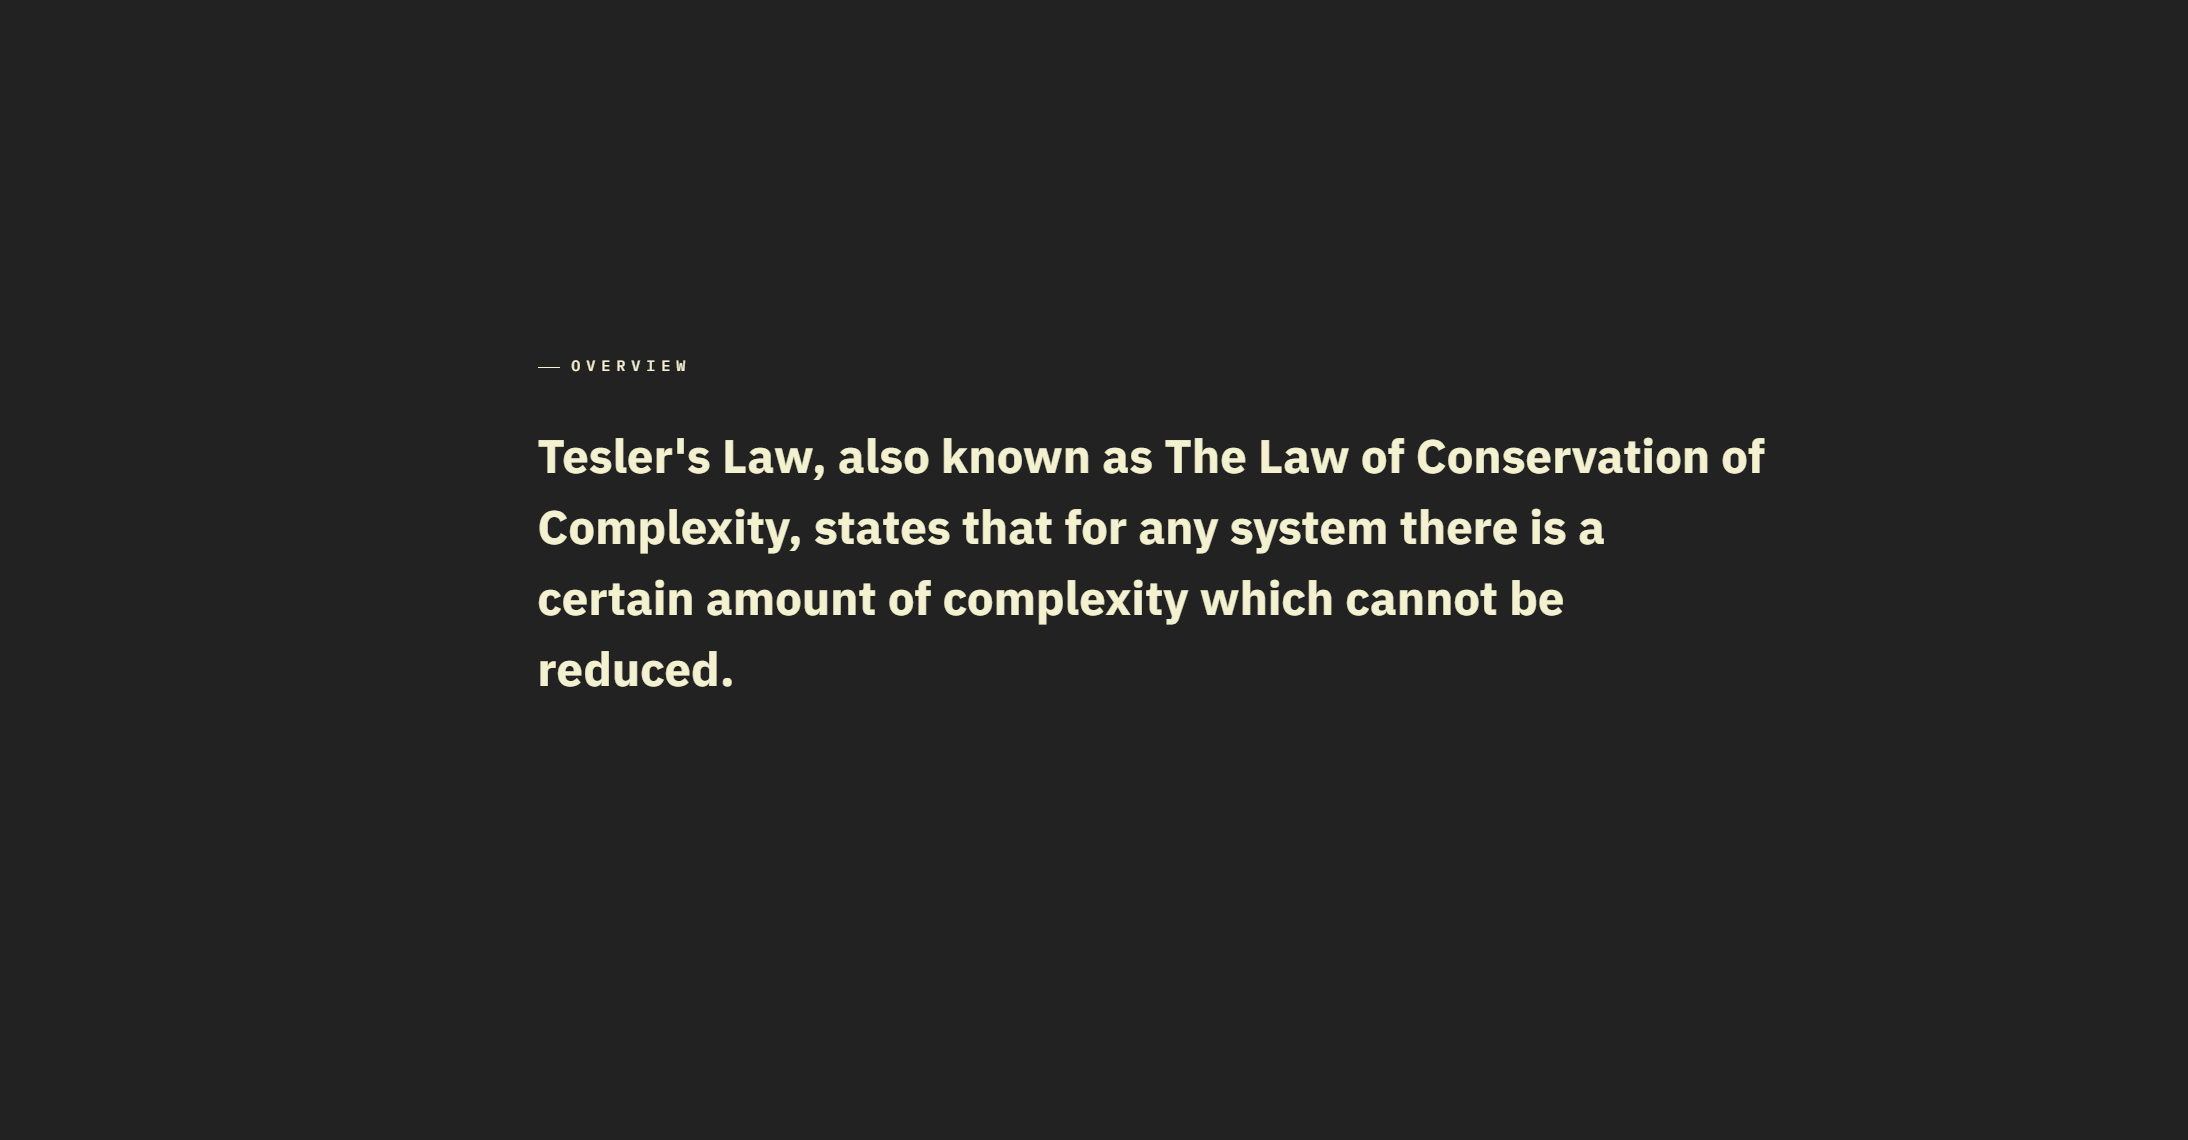 OVERVIEW
Tesler's Law, also known as The Law of Conservation of
Complexity, states that for any system there is a
certain amount of complexity which cannot be
reduced.